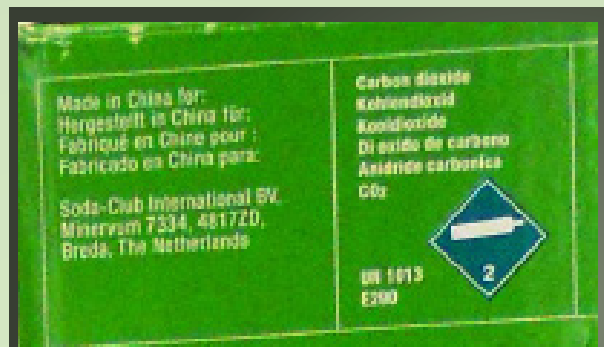 Made in China for:
Hergestellt in China für:
Fabriqué en Chine pour :
Fabricado en China para:
Soda-Club International BV,
Minervum 7334, 4817ZD,
Breda, The Netherlands
Carbon dioxide
Kohlendioxid
Kooldioxide
Di oxido de carbono
Anidride carbonica
CO₂
2
UN 1013
E290